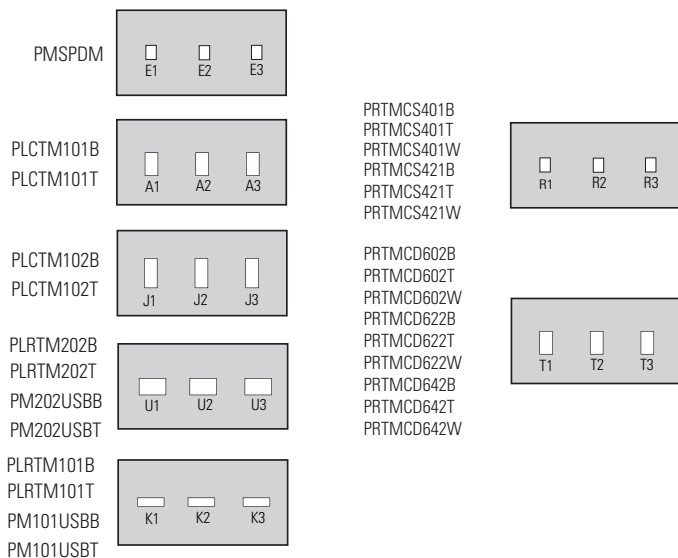 PMSPDM
E1 E2 E3
PLCTM101B
PLCTM101T
A1 A2 A3
PLCTM102B
PLCTM102T
J1 J2 J3
PLRTM202B
PLRTM202T
PM202USBB
PM202USBT
U1 U2 U3
PLRTM101B
PLRTM101T
PM101USBB
PM101USBT
K1 K2 K3
PRTMCS401B
PRTMCS401T
PRTMCS401W
PRTMCS421B
PRTMCS421T
PRTMCS421W
R1 R2 R3
PRTMCD602B
PRTMCD602T
PRTMCD602W
PRTMCD622B
PRTMCD622T
PRTMCD622W
PRTMCD642B
PRTMCD642T
PRTMCD642W
T1 T2 T3